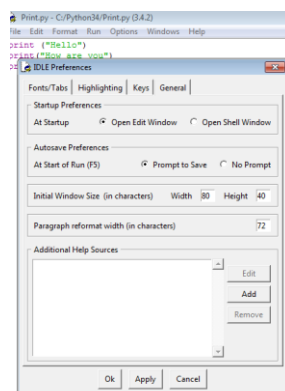 Print.py - C:/Python34/Print.py (3.4.2)
File Edit Format Run Options Windows Help
print ("Hello")
print("How are you")
IDLE Preferences
Fonts/Tabs Highlighting Keys General
Startup Preferences
At Startup Open Edit Window Open Shell Window
Autosave Preferences
At Start of Run (F5) Prompt to Save No Prompt
Initial Window Size (in characters) Width 80 Height 40
Paragraph reformat width (in characters) 72
Additional Help Sources
Edit
Add
Remove
Ok Apply Cancel